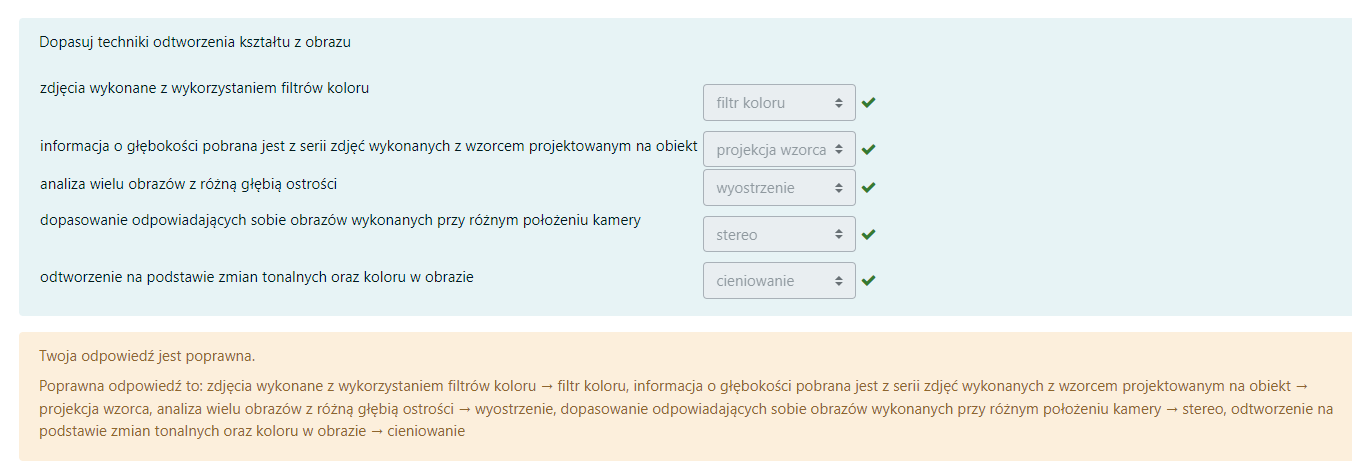 Dopasuj techniki odtworzenia kształtu z obrazu
zdjęcia wykonane z wykorzystaniem filtrów koloru
filtr koloru
informacja o głębokości pobrana jest z serii zdjęć wykonanych z wzorcem projektowanym na obiekt
projekcja wzorca
analiza wielu obrazów z różną głębią ostrości
wyostrzenie
dopasowanie odpowiadających sobie obrazów wykonanych przy różnym położeniu kamery
stereo
odtworzenie na podstawie zmian tonalnych oraz koloru w obrazie
cieniowanie
Twoja odpowiedź jest poprawna.
Poprawna odpowiedź to: zdjęcia wykonane z wykorzystaniem filtrów koloru → filtr koloru, informacja o głębokości pobrana jest z serii zdjęć wykonanych z wzorcem projektowanym na obiekt →
projekcja wzorca, analiza wielu obrazów z różną głębią ostrości → wyostrzenie, dopasowanie odpowiadających sobie obrazów wykonanych przy różnym położeniu kamery → stereo, odtworzenie na
podstawie zmian tonalnych oraz koloru w obrazie → cieniowanie